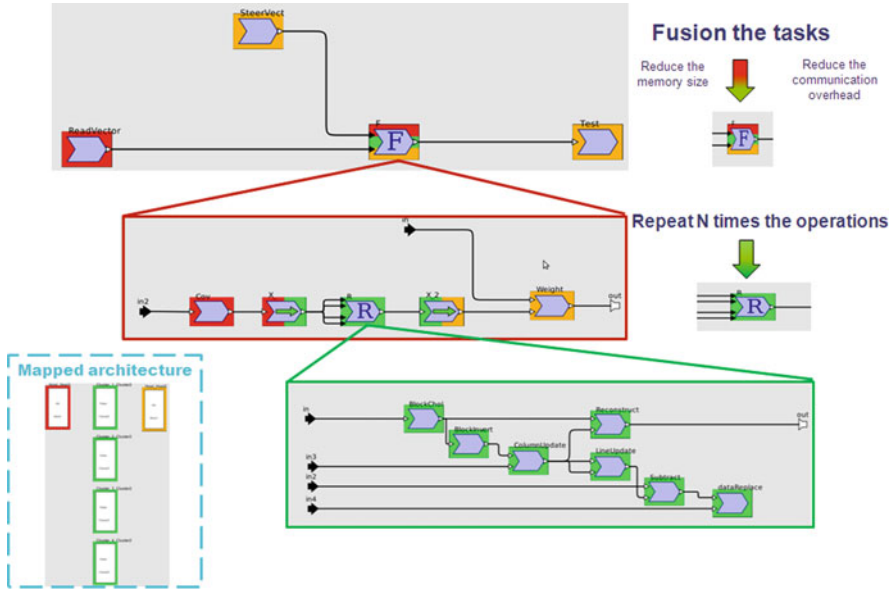 SteerVect
Fusion the tasks
Reduce the
memory size
Reduce the
communication
overhead
ReadVector
F
F
Test
F
in
Repeat N times the operations
in2
Cov
X
R
R
X_2
Weight
out
R
R
Mapped architecture
in
BlockChol
Reconstruct
out
BlockInvert
ColumnUpdate
LineUpdate
in3
in2
Subtract
dataReplace
in4